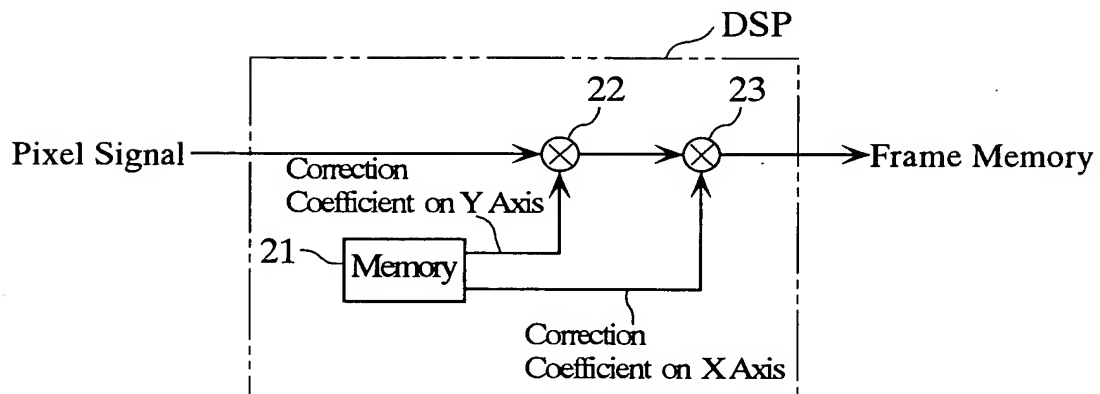 DSP
22
23
Pixel Signal
Frame Memory
Correction
Coefficient on Y Axis
21
Memory
Correction
Coefficient on X Axis